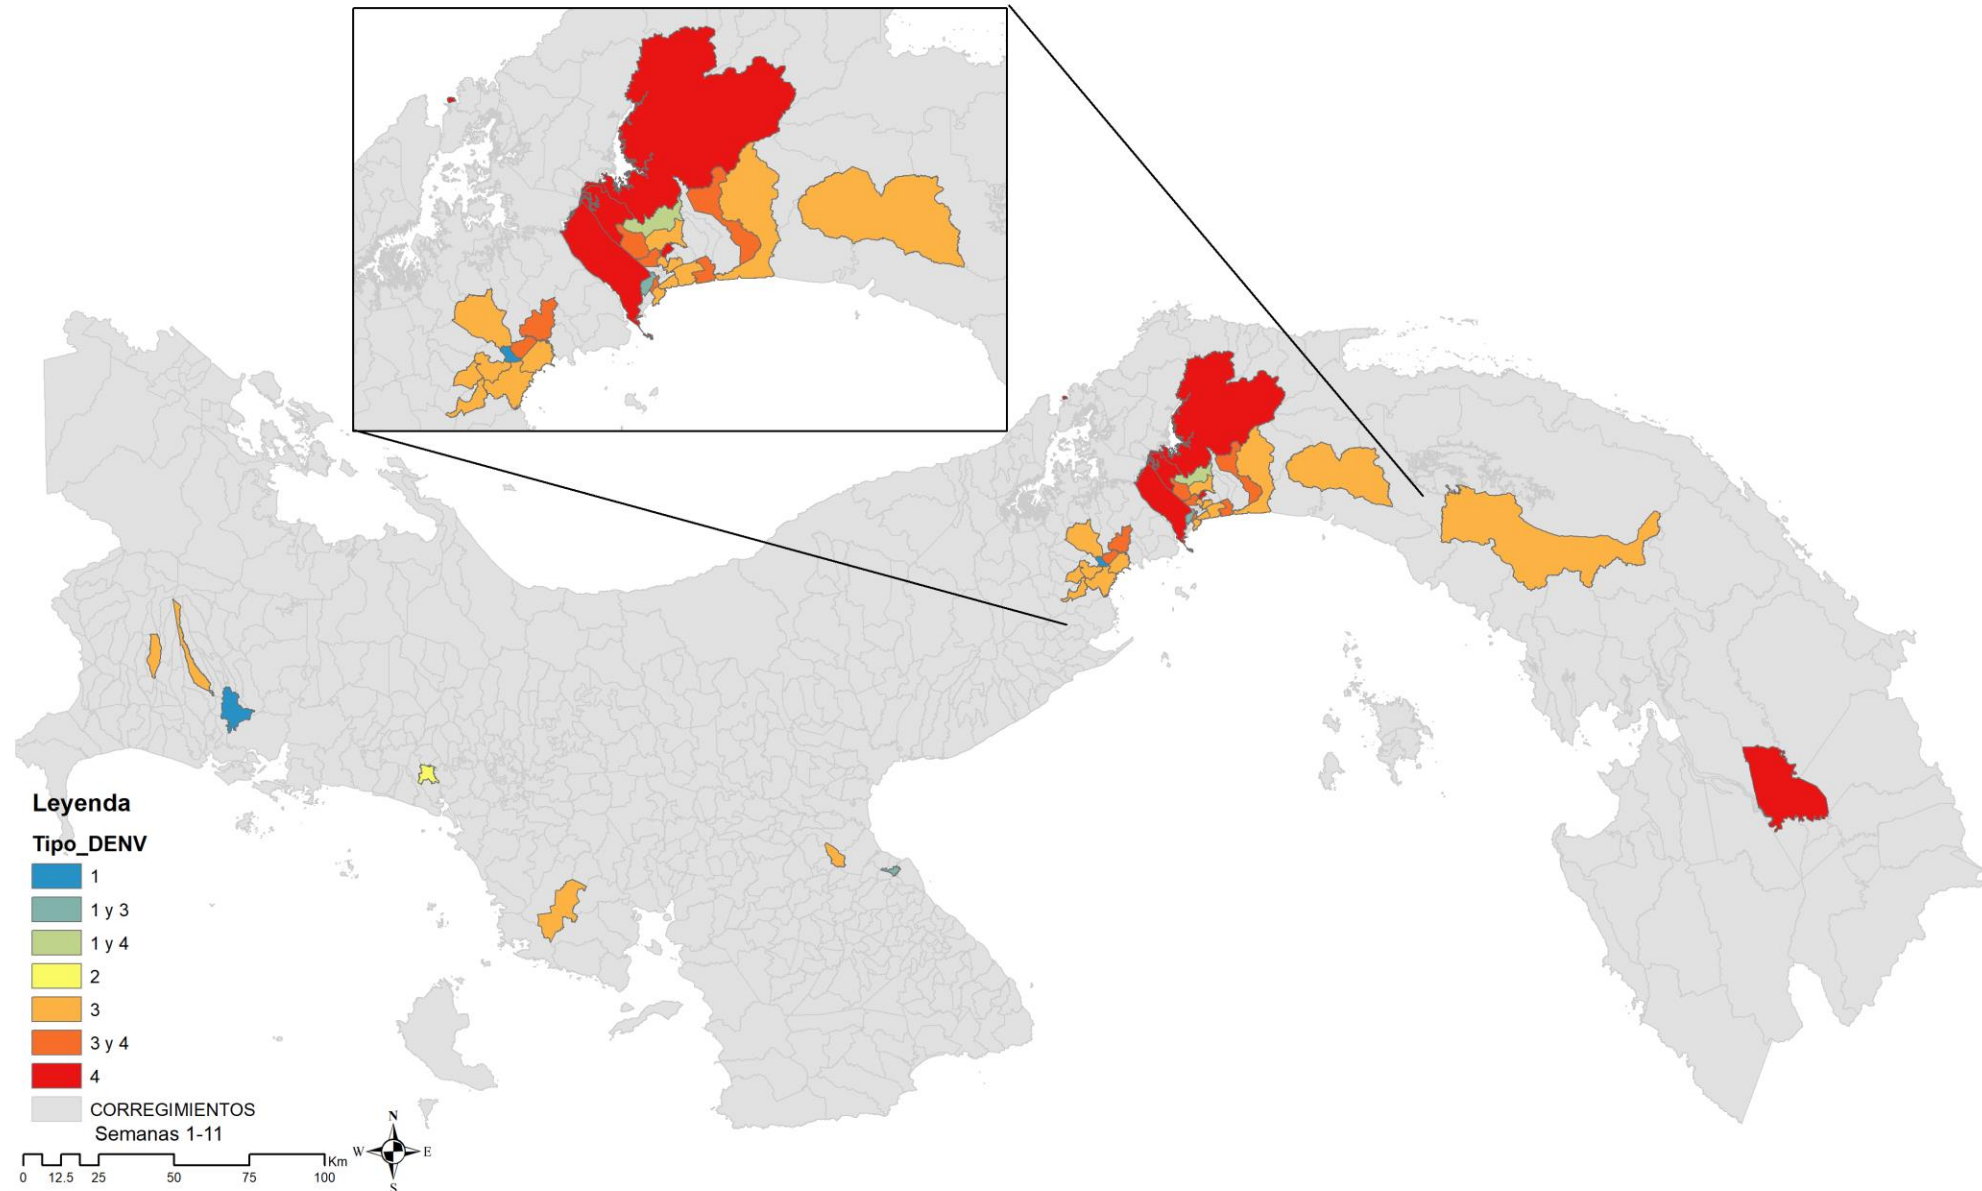 Leyenda
Tipo_DENV
1
1 y 3
1 y 4
2
3
3 y 4
4
CORREGIMIENTOS
Semanas 1-11
Km
0 12.5 25 50 75 100
N
W E
S